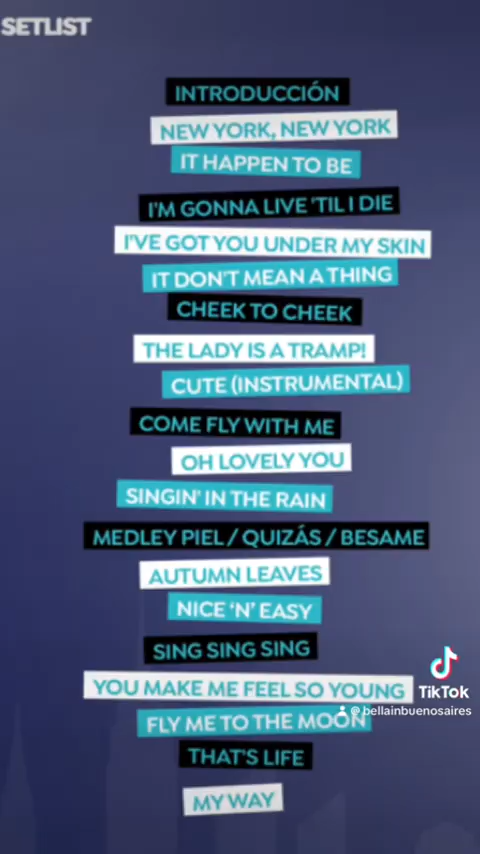 SETLIST
INTRODUCCIÓN
NEW YORK, NEW YORK
IT HAPPEN TO BE
I'M GONNA LIVE 'TIL I DIE
I'VE GOT YOU UNDER MY SKIN
IT DON'T MEAN A THING
CHEEK TO CHEEK
THE LADY IS A TRAMP!
CUTE (INSTRUMENTAL)
COME FLY WITH ME
OH LOVELY YOU
SINGIN' IN THE RAIN
MEDLEY PIEL / QUIZÁS / BESAME
AUTUMN LEAVES
NICE 'N' EASY
SING SING SING
YOU MAKE ME FEEL SO YOUNG
FLY ME TO THE MOON
THAT'S LIFE
MY WAY
TikTok
@bellainbuenosaires